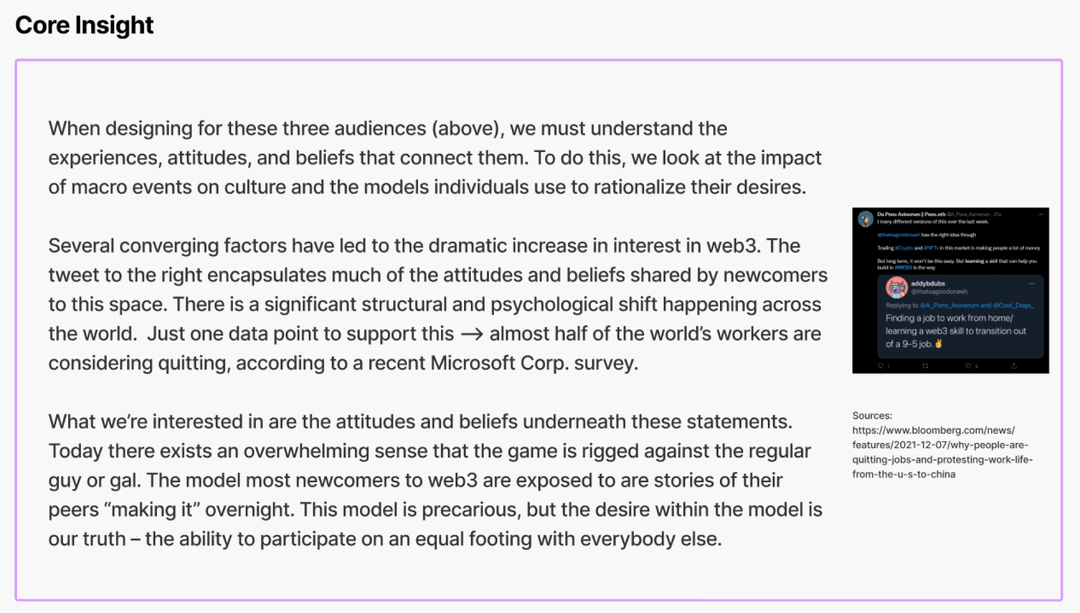 Core Insight
When designing for these three audiences (above), we must understand the
experiences, attitudes, and beliefs that connect them. To do this, we look at the impact
of macro events on culture and the models individuals use to rationalize their desires.
Several converging factors have led to the dramatic increase in interest in web3. The
tweet to the right encapsulates much of the attitudes and beliefs shared by newcomers
to this space. There is a significant structural and psychological shift happening across
the world.  Just one data point to support this —> almost half of the world's workers are
considering quitting, according to a recent Microsoft Corp. survey.
What we're interested in are the attitudes and beliefs underneath these statements.
Today there exists an overwhelming sense that the game is rigged against the regular
guy or gal. The model most newcomers to web3 are exposed to are stories of their
peers “making it” overnight. This model is precarious, but the desire within the model is
our truth – the ability to participate on an equal footing with everybody else.
Da Pons Asinorum || Pons.eth @A_Pons_Asinorum
I many different versions of this over the last week.
@thatsagoodneeh has the right idea though
Trading #Crypto and #NFTs in this market is making people a lot of money
But long term, it won't be this easy. But learning a skill that can help you
build in #WEB3 is the way
addybdubs
@thatsagoodneeh
Replying to @A_Pons_Asinorum and @Cool_Dogs_
Finding a job to work from home/
learning a web3 skill to transition out
of a 9-5 job.✌️
Sources:
https://www.bloomberg.com/news/
features/2021-12-07/why-people-are-
quitting-jobs-and-protesting-work-life-
from-the-u-s-to-china